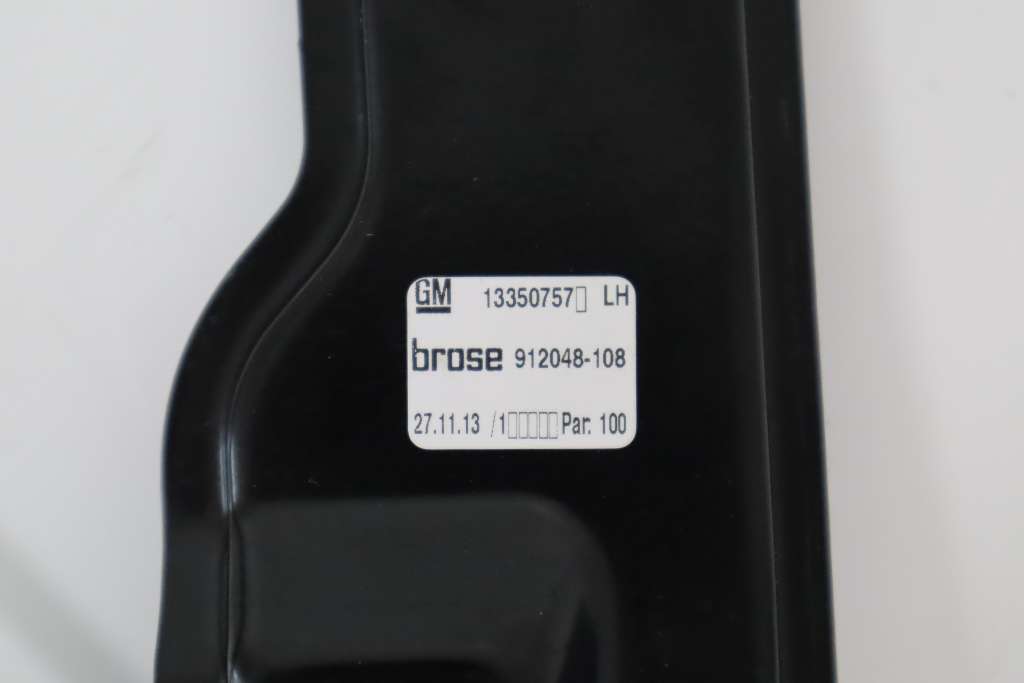 GM 13350757▯ LH
brose 912048-108
27.11.13 /1▯▯▯▯▯ Par. 100